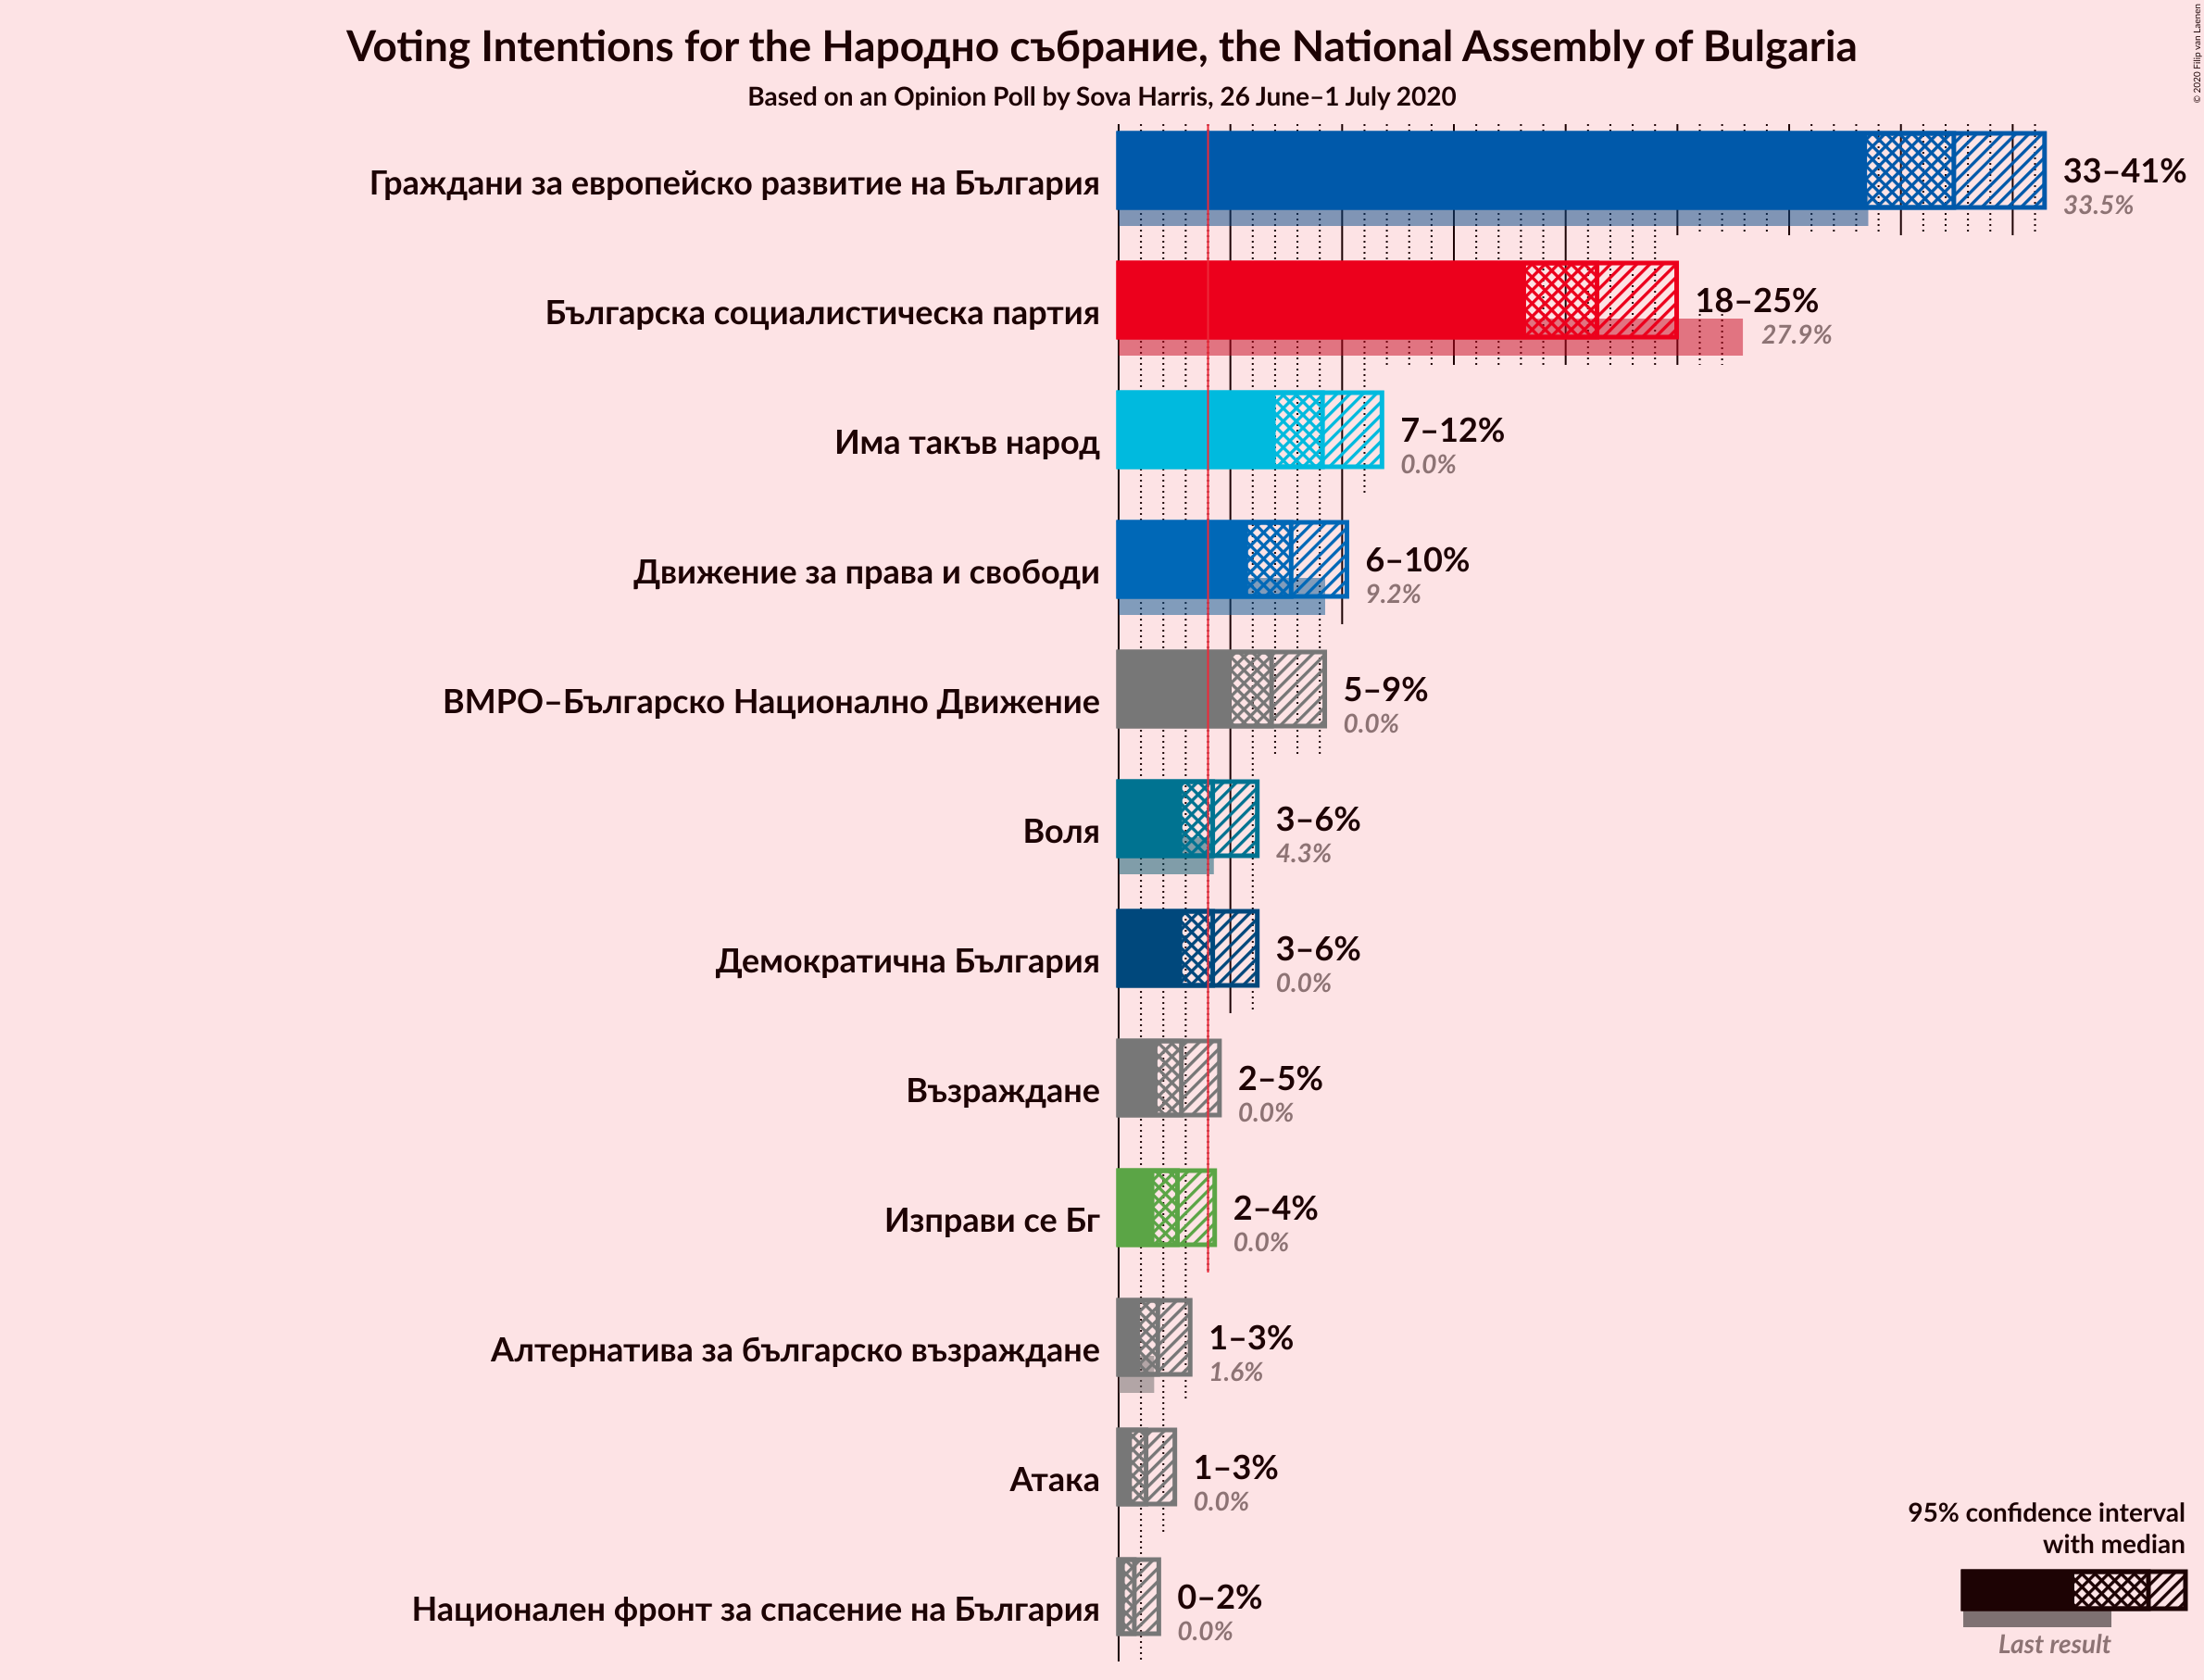 Voting Intentions for the Народно събрание, the National Assembly of Bulgaria
Based on an Opinion Poll by Sova Harris, 26 June–1 July 2020
© 2020 Filip van Laenen
Граждани за европейско развитие на България
33–41%
33.5%
Българска социалистическа партия
18–25%
27.9%
Има такъв народ
7–12%
0.0%
Движение за права и свободи
6–10%
9.2%
ВМРО–Българско Национално Движение
5–9%
0.0%
Воля
3–6%
4.3%
Демократична България
3–6%
0.0%
Възраждане
2–5%
0.0%
Изправи се Бг
2–4%
0.0%
Алтернатива за българско възраждане
1–3%
1.6%
Атака
1–3%
0.0%
Национален фронт за спасение на България
0–2%
0.0%
95% confidence interval
with median
Last result